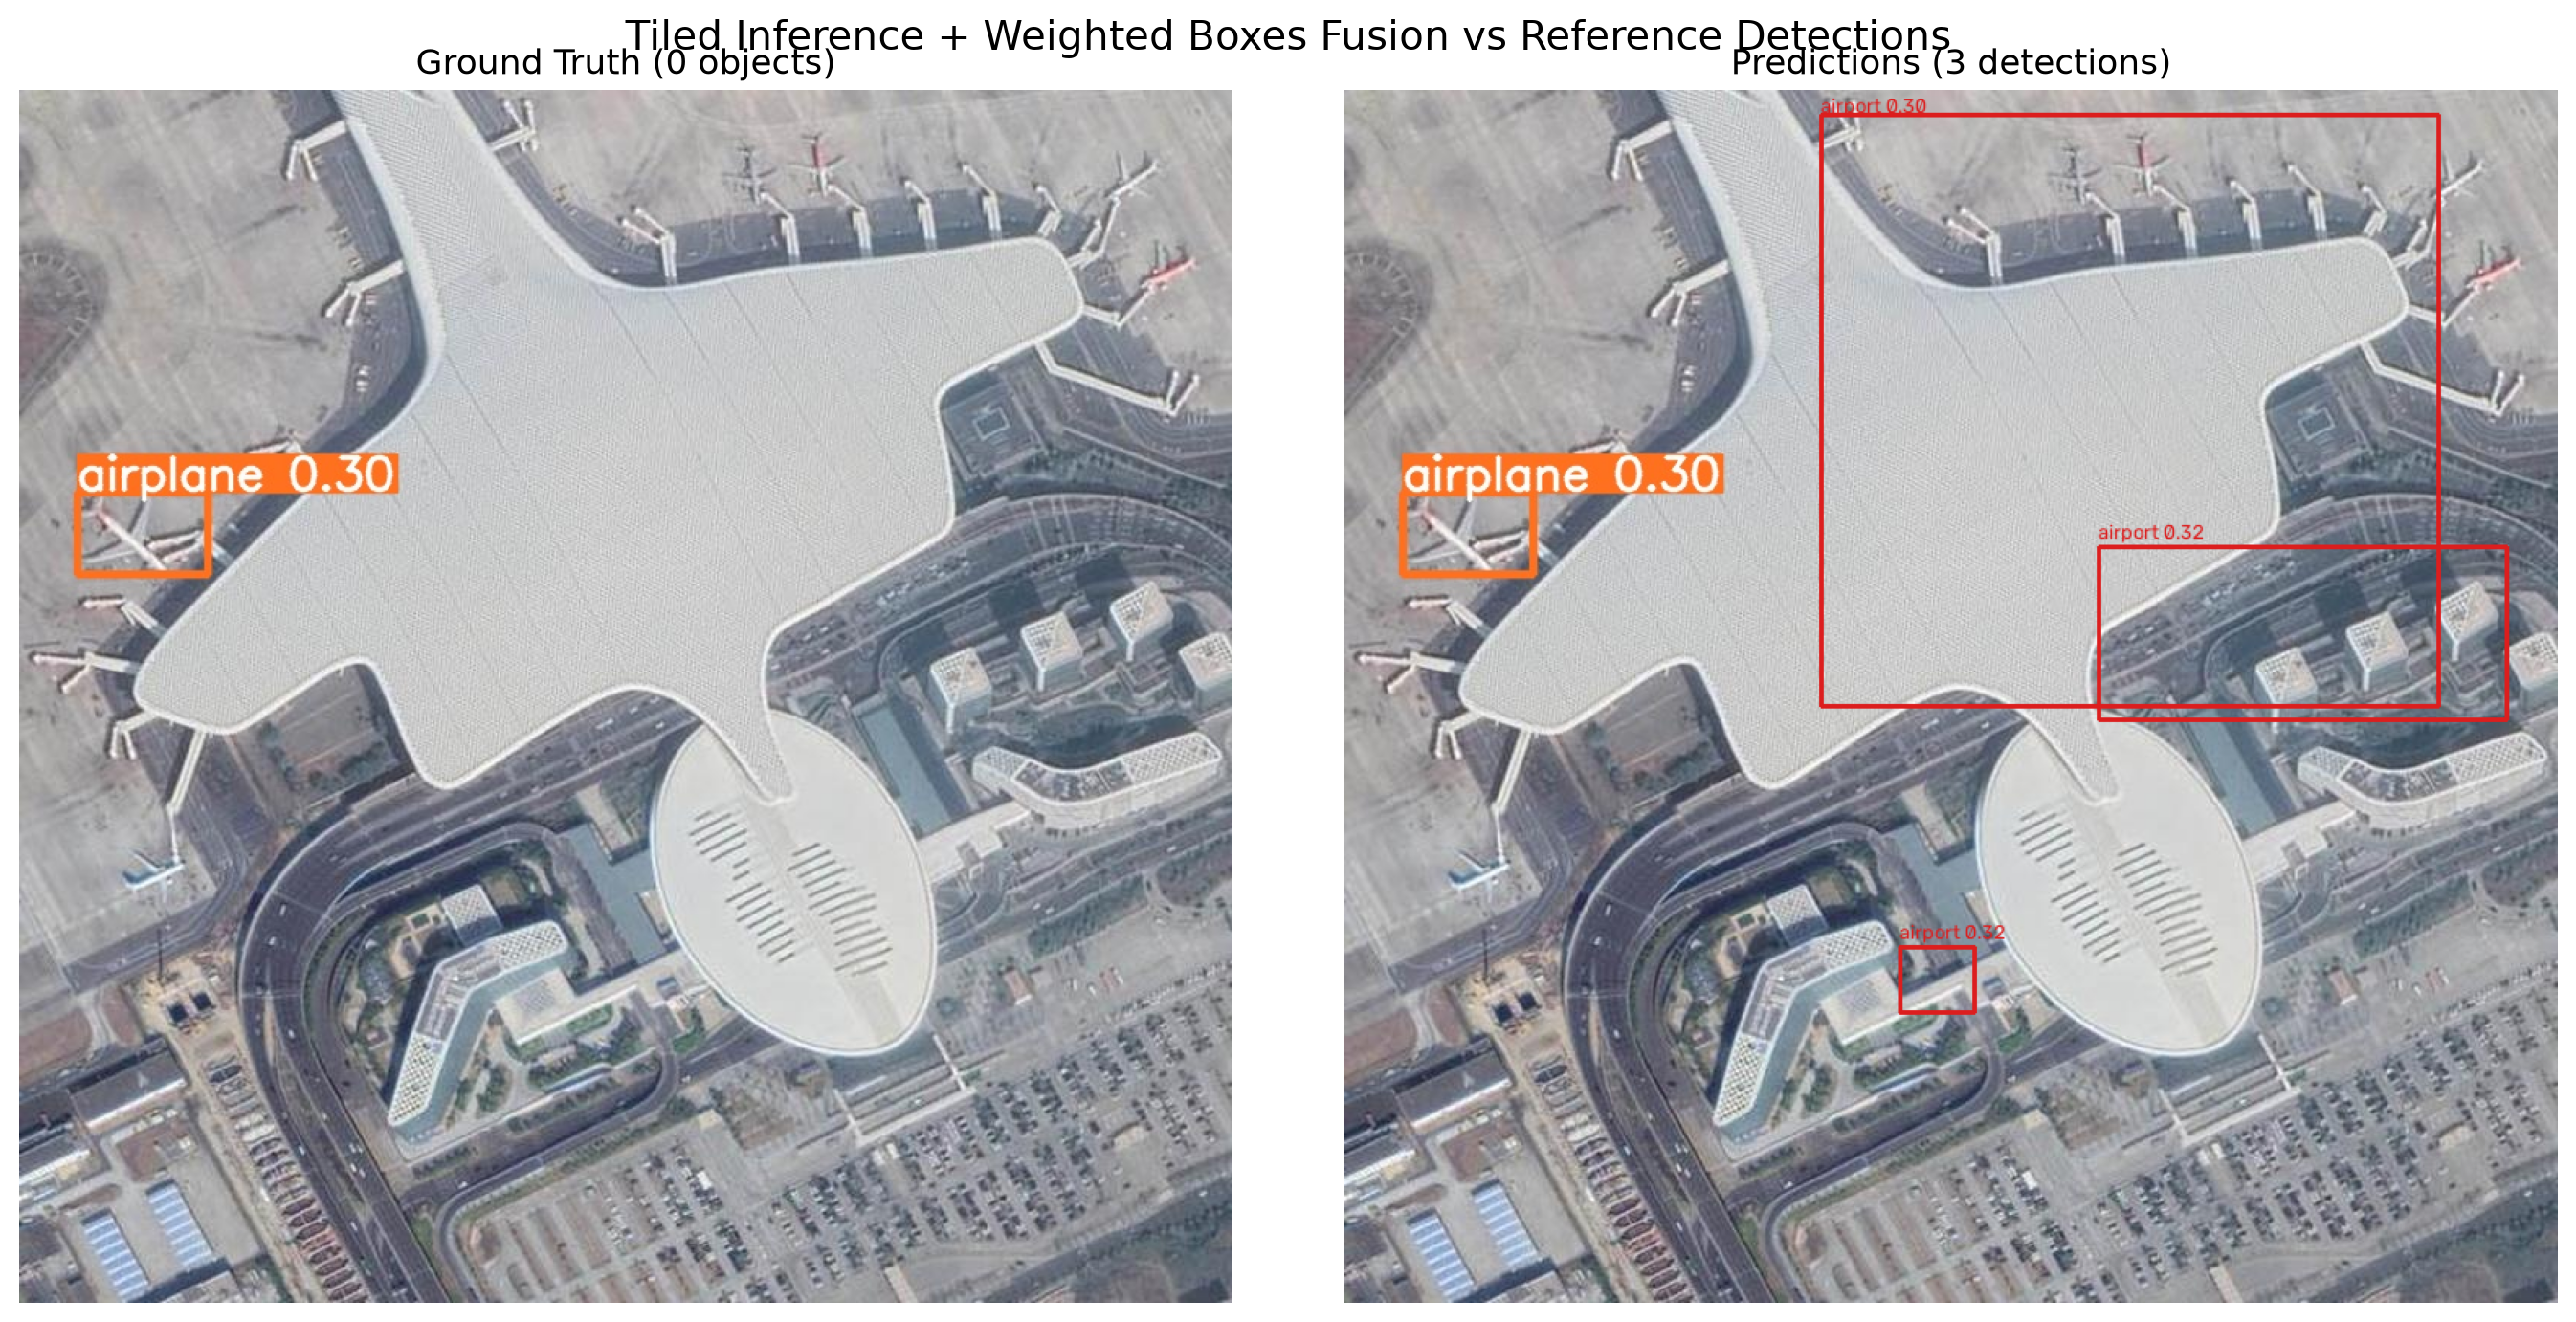 Tiled Inference + Weighted Boxes Fusion vs Reference Detections
Ground Truth (0 objects)
Predictions (3 detections)
airplane 0.30
airport 0.30
airplane 0.30
airport 0.32
airport 0.32